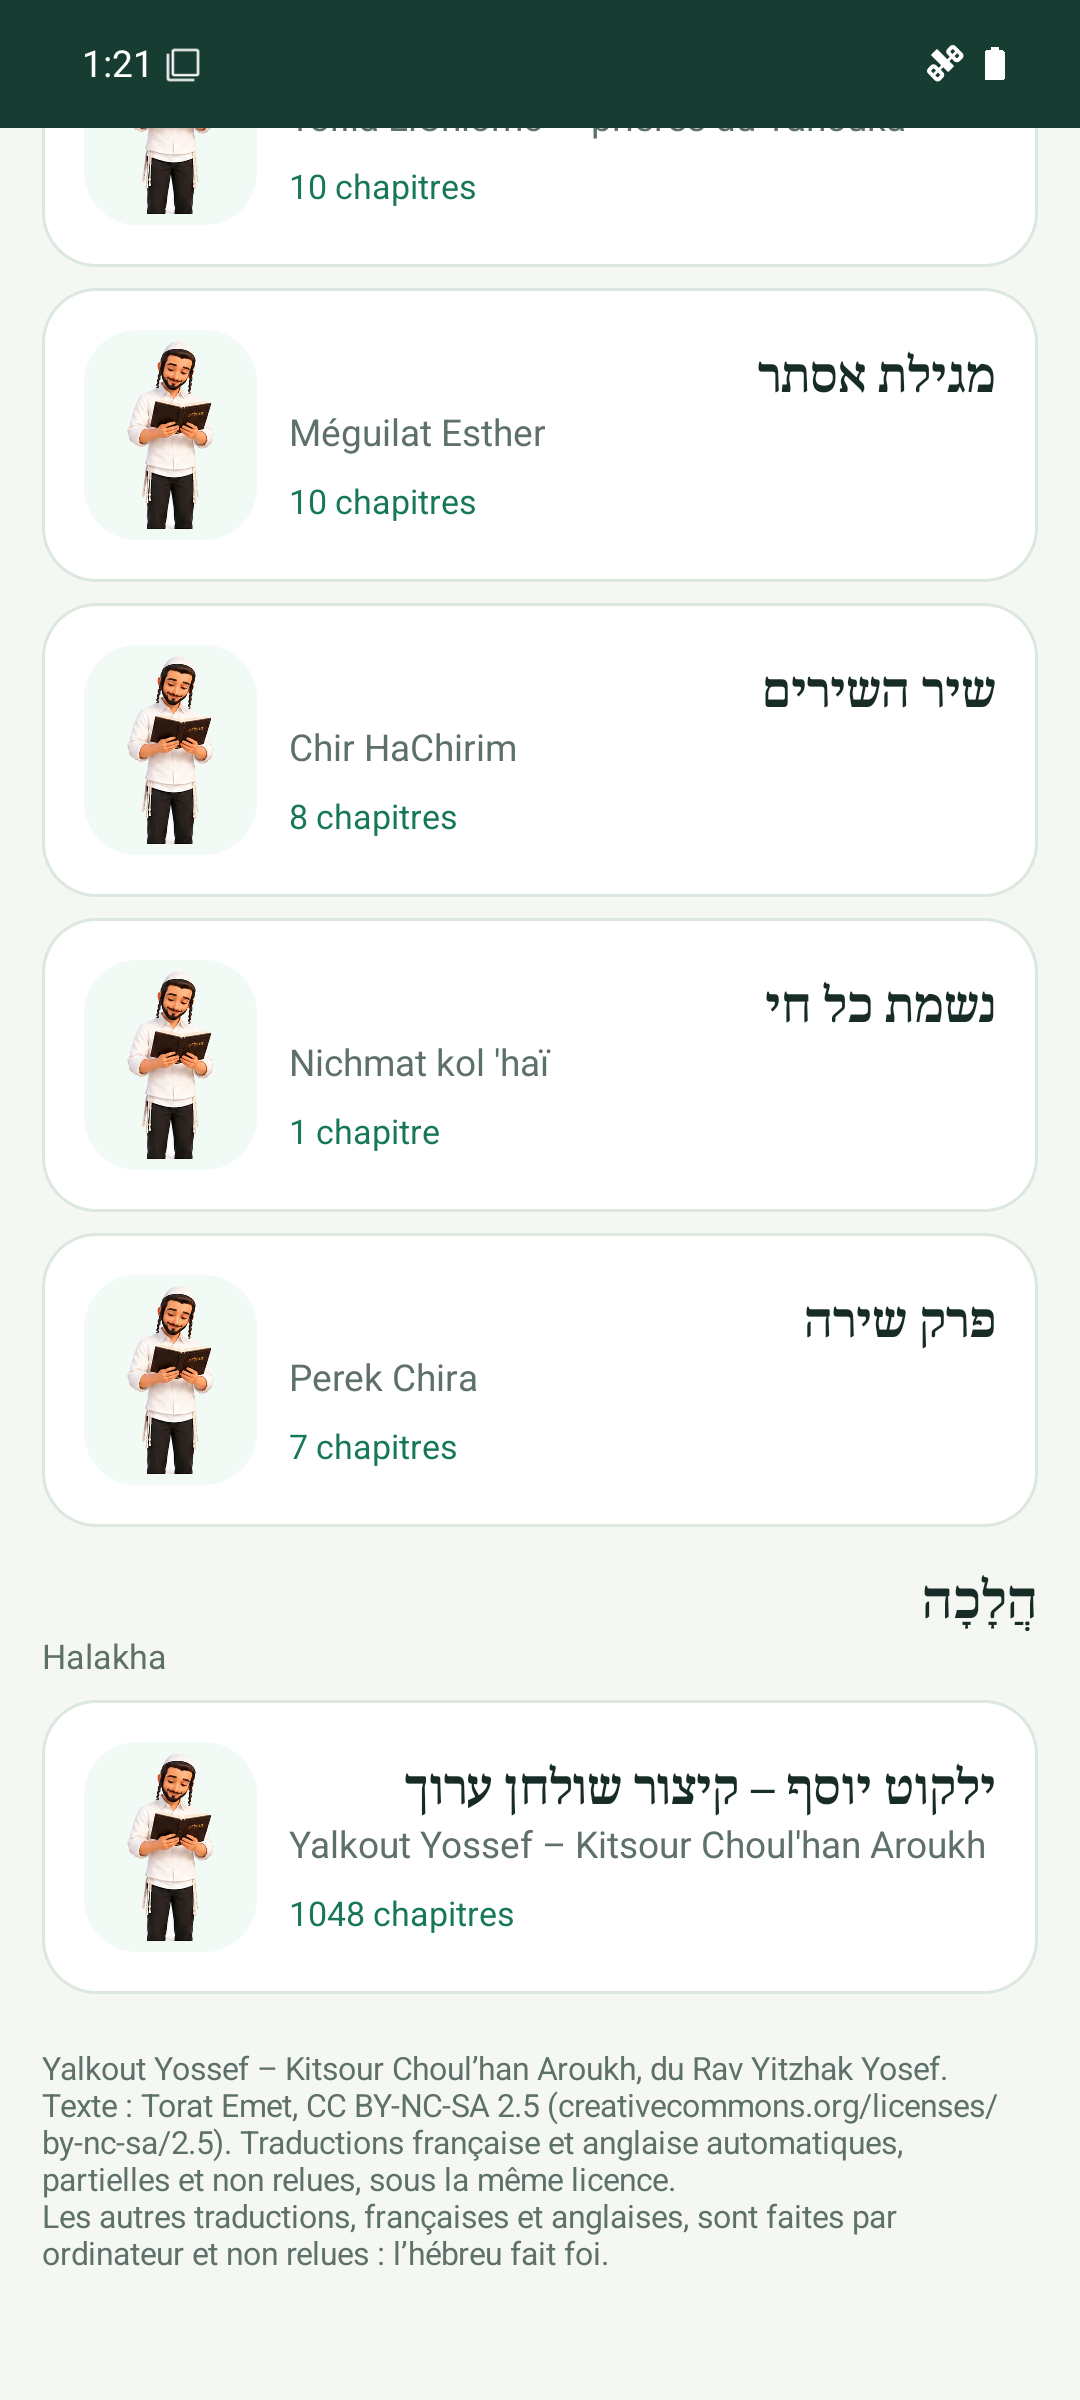 1:21
10 chapitres
מגילת אסתר
Méguilat Esther
10 chapitres
שיר השירים
Chir HaChirim
8 chapitres
נשמת כל חי
Nichmat kol 'haï
1 chapitre
פרק שירה
Perek Chira
7 chapitres
הֲלָכָה
Halakha
ילקוט יוסף – קיצור שולחן ערוך
Yalkout Yossef – Kitsour Choul'han Aroukh
1048 chapitres
Yalkout Yossef – Kitsour Choul’han Aroukh, du Rav Yitzhak Yosef.
Texte : Torat Emet, CC BY-NC-SA 2.5 (creativecommons.org/licenses/
by-nc-sa/2.5). Traductions française et anglaise automatiques,
partielles et non relues, sous la même licence.
Les autres traductions, françaises et anglaises, sont faites par
ordinateur et non relues : l’hébreu fait foi.